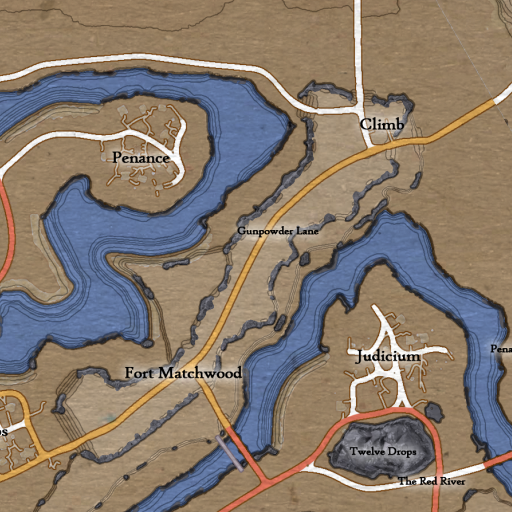 Climb
Penance
Gunpowder Lane
Judicium
Fort Matchwood
Twelve Drops
The Red River